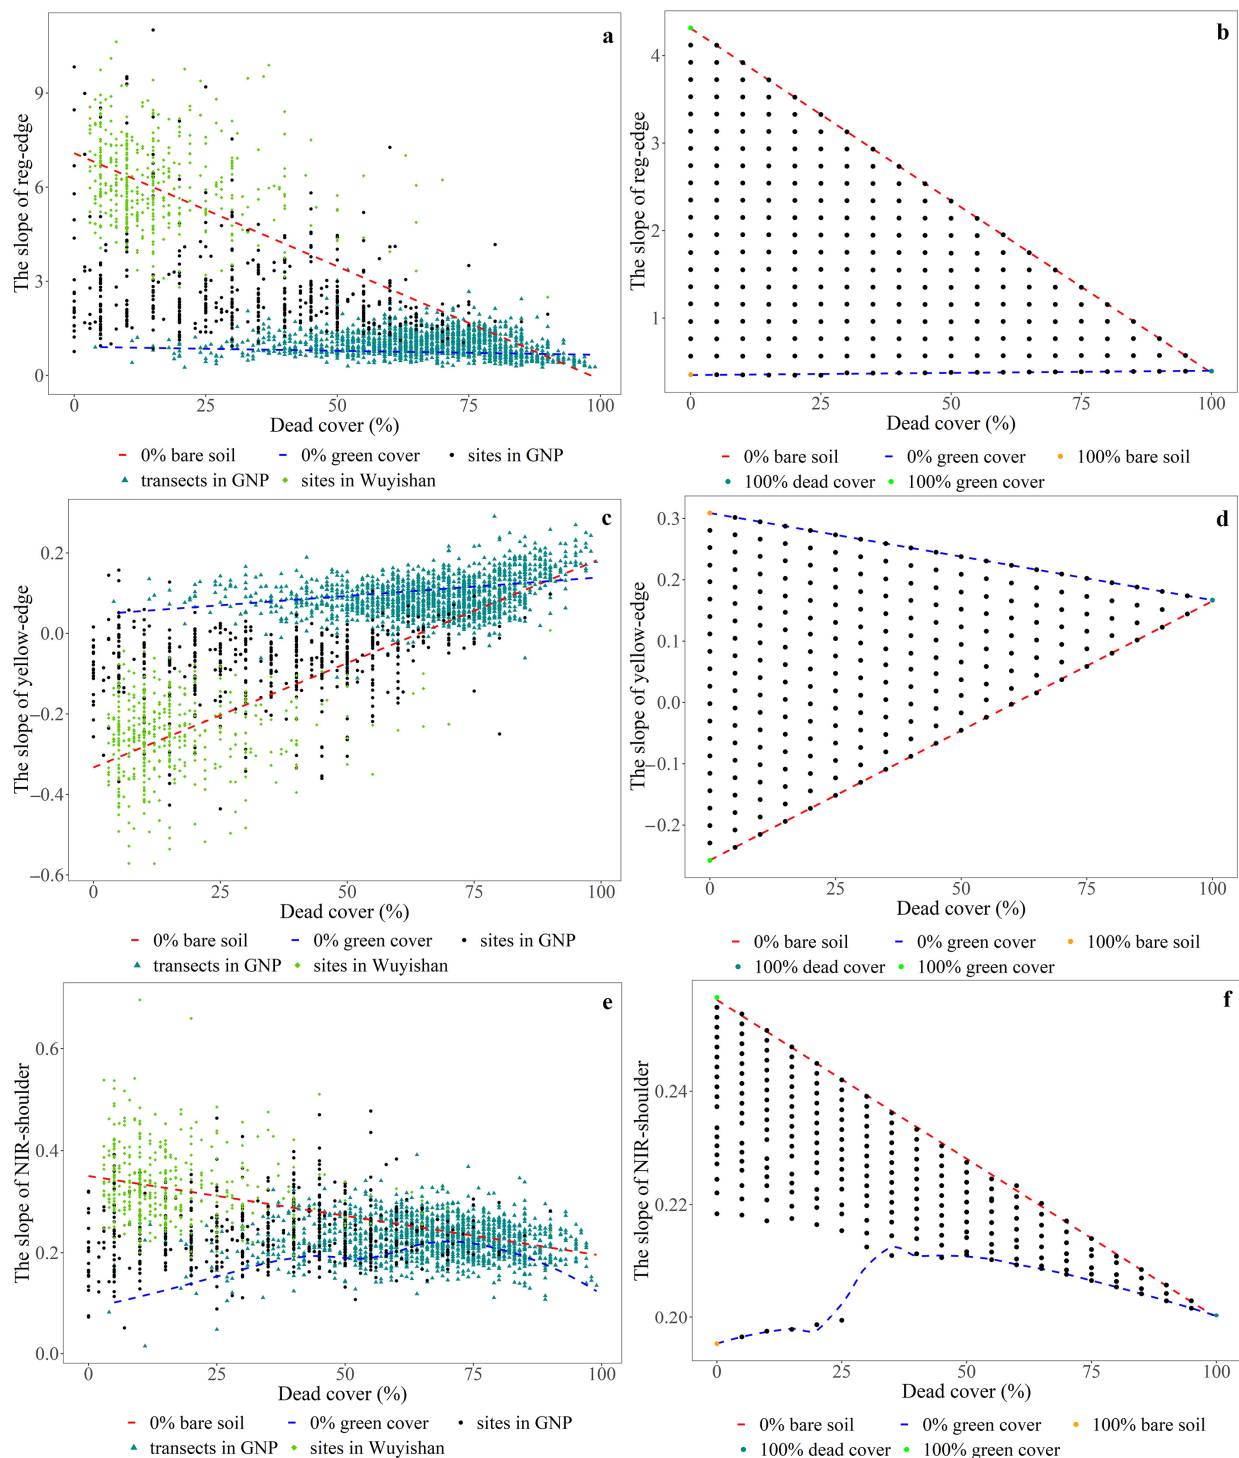 a
The slope of reg-edge
9
6
3
0
0 25 50 75 100
Dead cover (%)
0% bare soil 0% green cover sites in GNP
transects in GNP sites in Wuyishan
b
The slope of reg-edge
4
3
2
1
0 25 50 75 100
Dead cover (%)
0% bare soil 0% green cover 100% bare soil
100% dead cover 100% green cover
c
The slope of yellow-edge
0.2
0.0
−0.2
−0.4
−0.6
0 25 50 75 100
Dead cover (%)
0% bare soil 0% green cover sites in GNP
transects in GNP sites in Wuyishan
d
The slope of yellow-edge
0.3
0.2
0.1
0.0
−0.1
−0.2
0 25 50 75 100
Dead cover (%)
0% bare soil 0% green cover 100% bare soil
100% dead cover 100% green cover
e
The slope of NIR-shoulder
0.6
0.4
0.2
0.0
0 25 50 75 100
Dead cover (%)
0% bare soil 0% green cover sites in GNP
transects in GNP sites in Wuyishan
f
The slope of NIR-shoulder
0.24
0.22
0.20
0 25 50 75 100
Dead cover (%)
0% bare soil 0% green cover 100% bare soil
100% dead cover 100% green cover